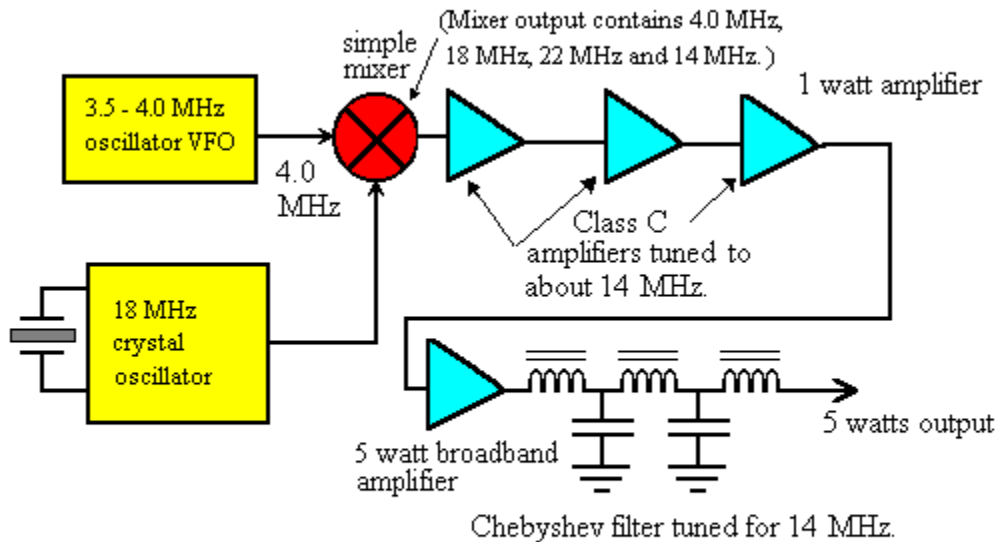 (Mixer output contains 4.0 MHz,
18 MHz, 22 MHz and 14 MHz. )
simple
mixer
1 watt amplifier
3.5 - 4.0 MHz
oscillator VFO
4.0
MHz
Class C
amplifiers tuned to
about 14 MHz.
18 MHz
crystal
oscillator
5 watts output
5 watt broadband
amplifier
Chebyshev filter tuned for 14 MHz.